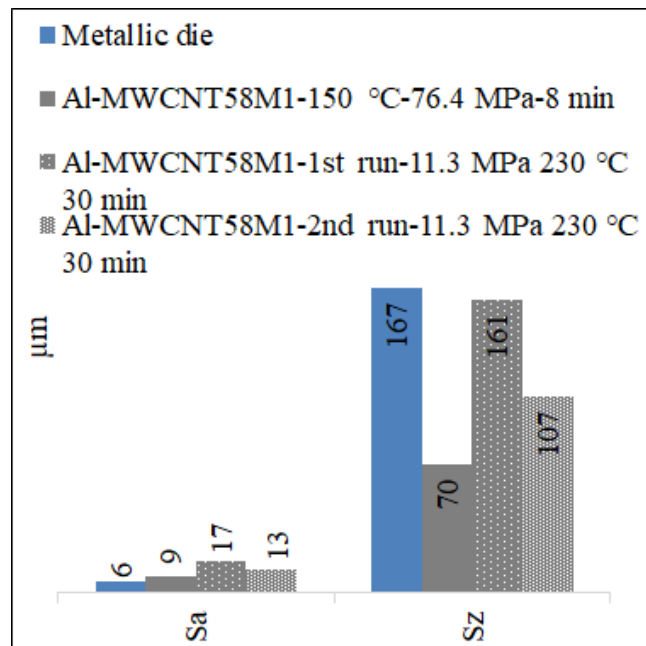 Metallic die
Al-MWCNT58M1-150 °C-76.4 MPa-8 min
Al-MWCNT58M1-1st run-11.3 MPa 230 °C
30 min
Al-MWCNT58M1-2nd run-11.3 MPa 230 °C
30 min
μm
6
9
17
13
167
70
161
107
Sa
Sz